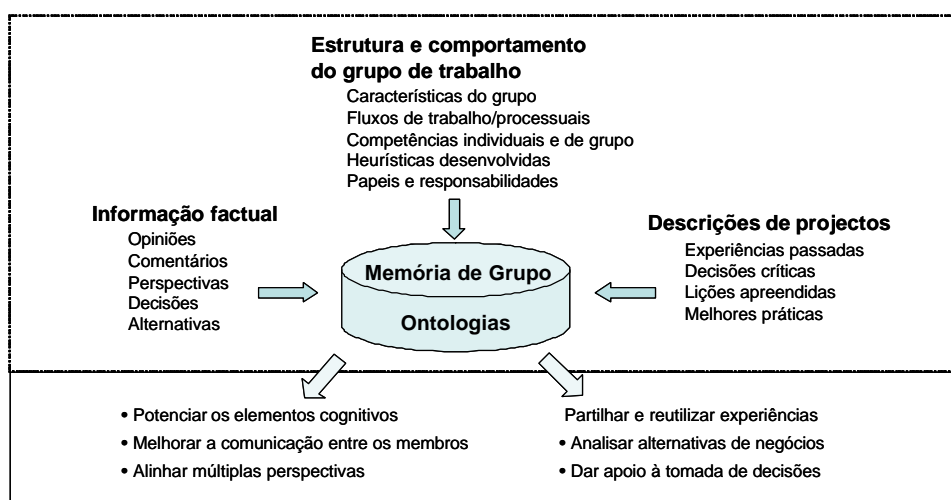 Estrutura e comportamento
do grupo de trabalho
Características do grupo
Fluxos de trabalho/processuais
Competências individuais e de grupo
Heurísticas desenvolvidas
Papeis e responsabilidades
Informação factual
Opiniões
Comentários
Perspectivas
Decisões
Alternativas
Memória de Grupo
Ontologias
Descrições de projectos
Experiências passadas
Decisões críticas
Lições apreendidas
Melhores práticas
• Potenciar os elementos cognitivos
• Melhorar a comunicação entre os membros
• Alinhar múltiplas perspectivas
Partilhar e reutilizar experiências
• Analisar alternativas de negócios
• Dar apoio à tomada de decisões